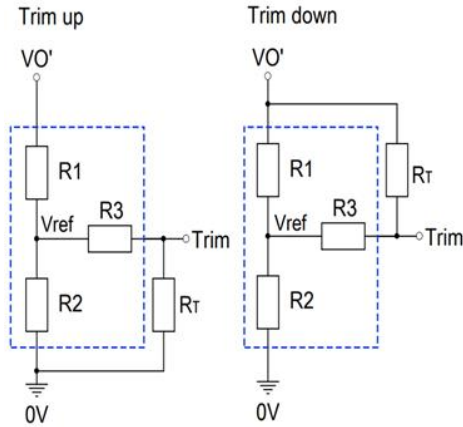 Trim up
VO'
R1
Vref
R3
Trim
R2
RT
0V
Trim down
VO'
R1
RT
Vref
R3
Trim
R2
0V